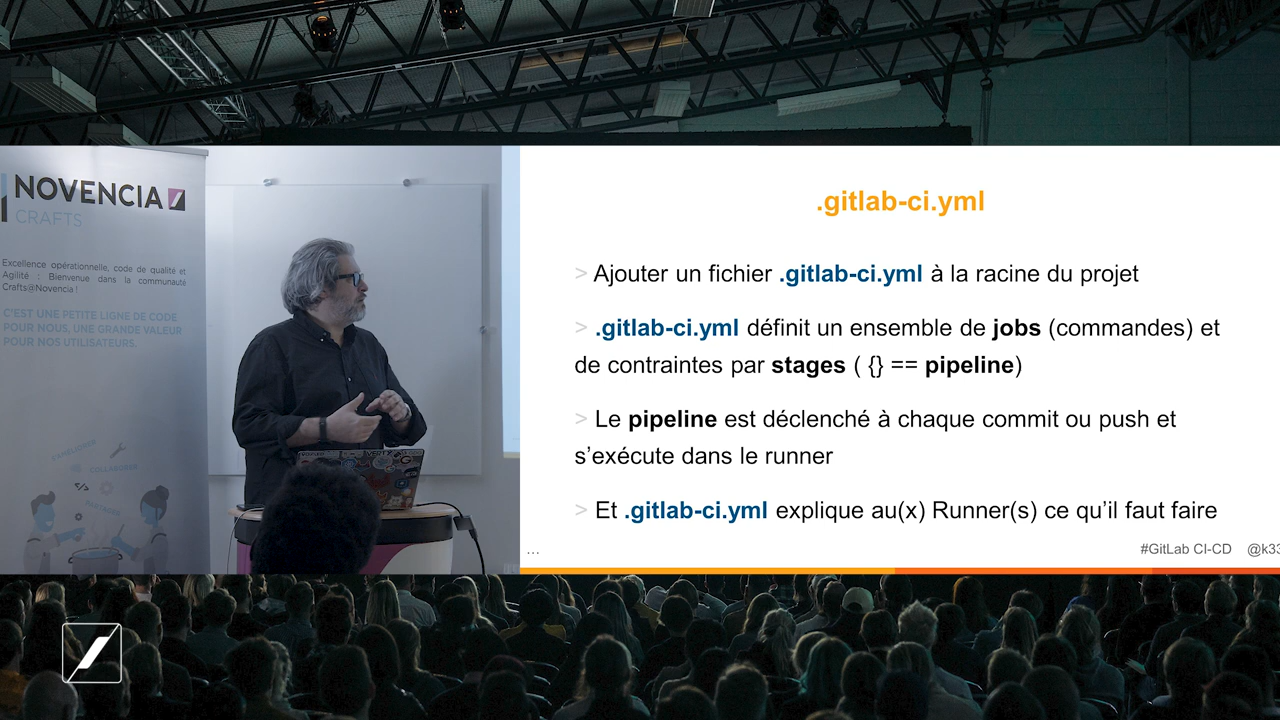 NOVENCIA
CRAFTS
Excellence opérationnelle, code de qualité et
Agilité : Bienvenue dans la communauté
Crafts@Novencia !
C'EST UNE PETITE LIGNE DE CODE
POUR NOUS, UNE GRANDE VALEUR
POUR NOS UTILISATEURS.
COLLABORER
.gitlab-ci.yml
> Ajouter un fichier .gitlab-ci.yml à la racine du projet
> .gitlab-ci.yml définit un ensemble de jobs (commandes) et
de contraintes par stages ( {} == pipeline)
> Le pipeline est déclenché à chaque commit ou push et
s'exécute dans le runner
> Et .gitlab-ci.yml explique au(x) Runner(s) ce qu'il faut faire
...
#GitLab CI-CD @k33